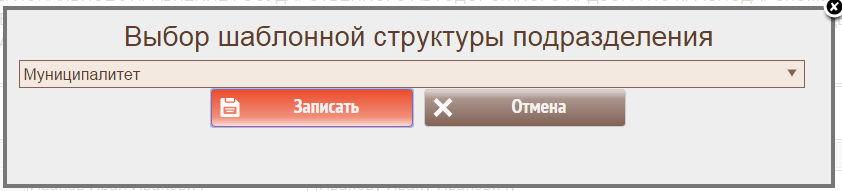 Выбор шаблонной структуры подразделения
Муниципалитет
Записать
Отмена